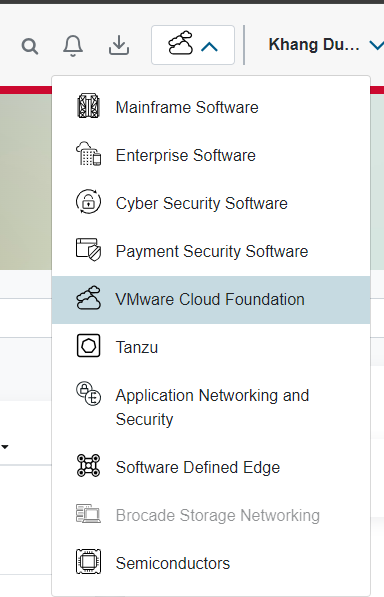 Khang Du...
Mainframe Software
Enterprise Software
Cyber Security Software
Payment Security Software
VMware Cloud Foundation
Tanzu
Application Networking and
Security
Software Defined Edge
Brocade Storage Networking
Semiconductors